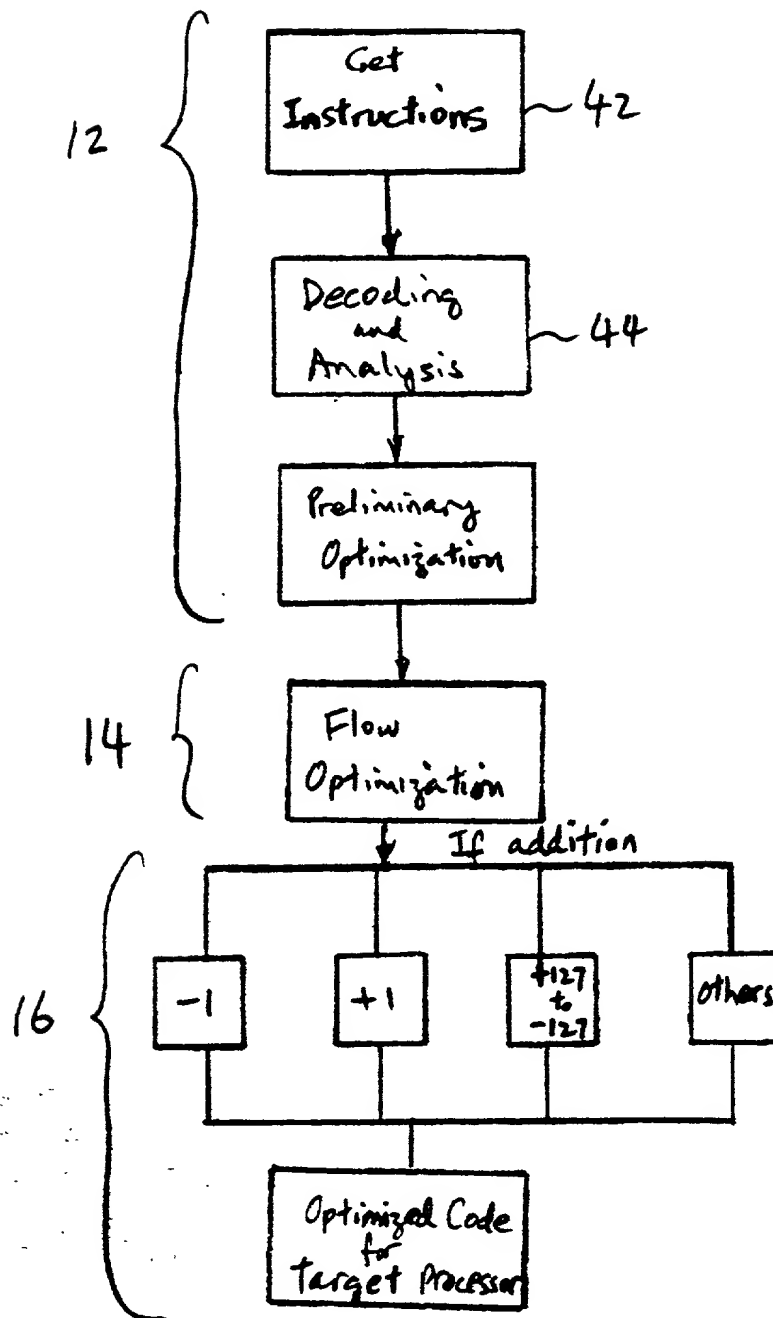 Get
Instructions
42
12
Decoding
and
Analysis
44
Preliminary
Optimization
14
Flow
Optimization
If addition
16
-1
+1
+127
to
-127
others
Optimized Code
for
Target Processor